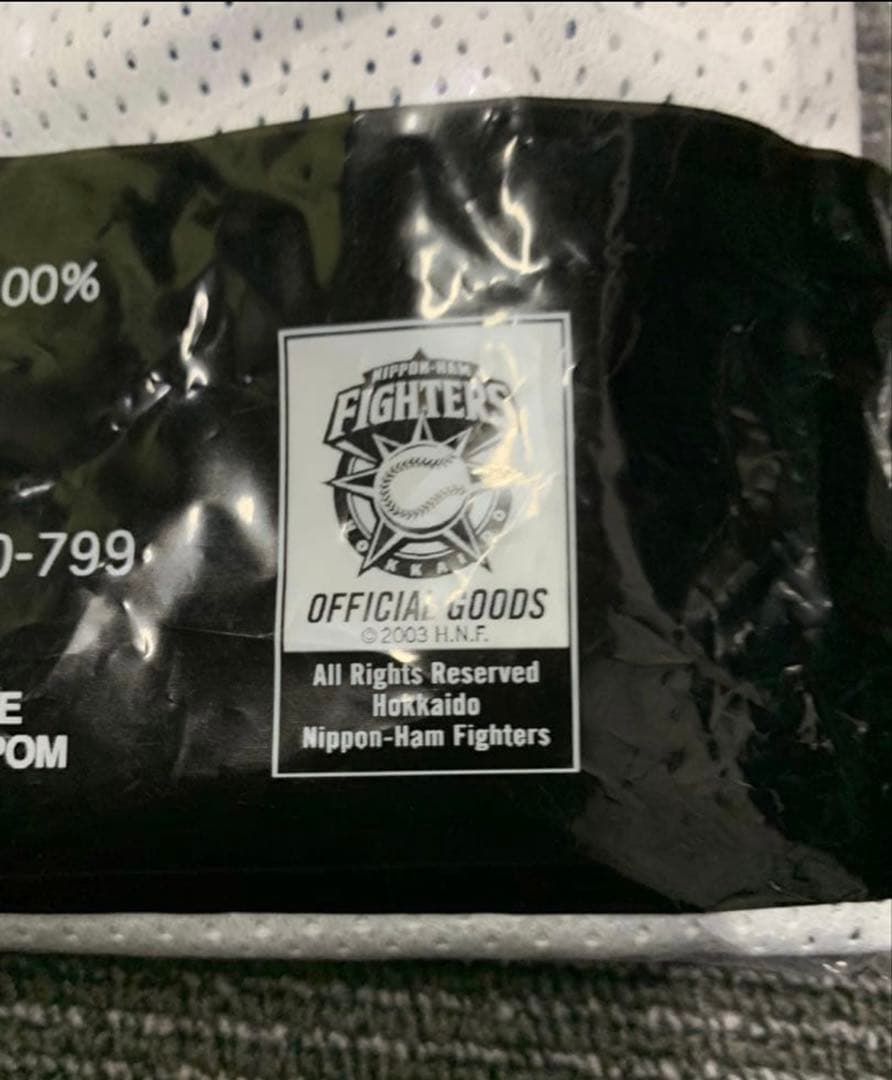 00%
NIPPON-HAM
FIGHTERS
HOKKAIDO
OFFICIAL GOODS
© 2003 H.N.F.
0-799
All Rights Reserved
Hokkaido
Nippon-Ham Fighters
E
POM